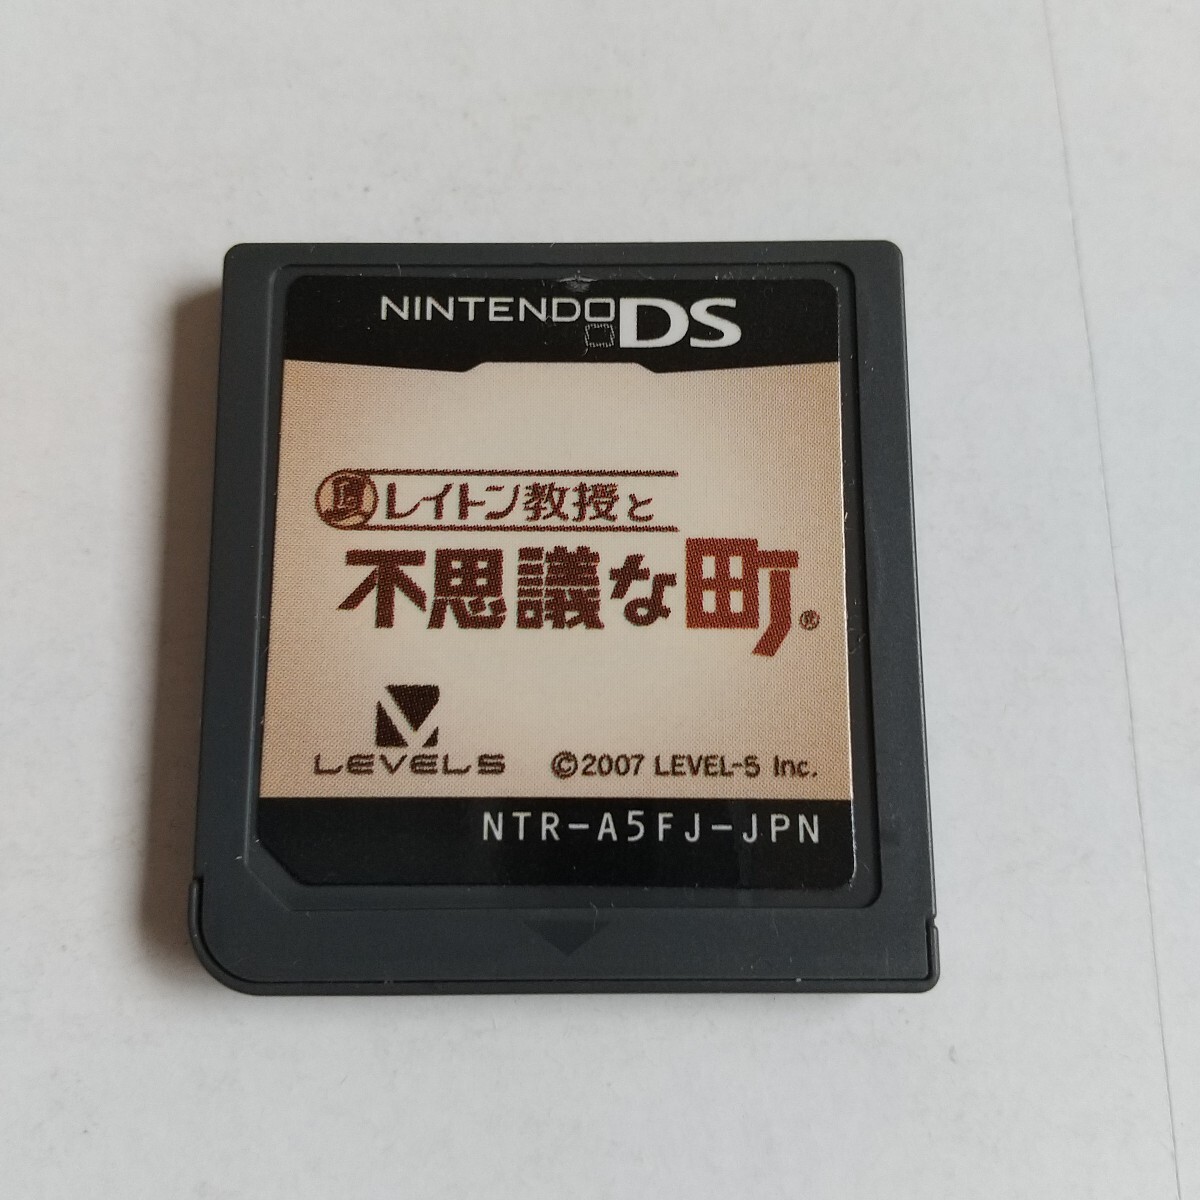 NINTENDO DS
レイトン教授と
不思議な町®
LEVEL5
©2007 LEVEL-5 Inc.
NTR-A5FJ-JPN